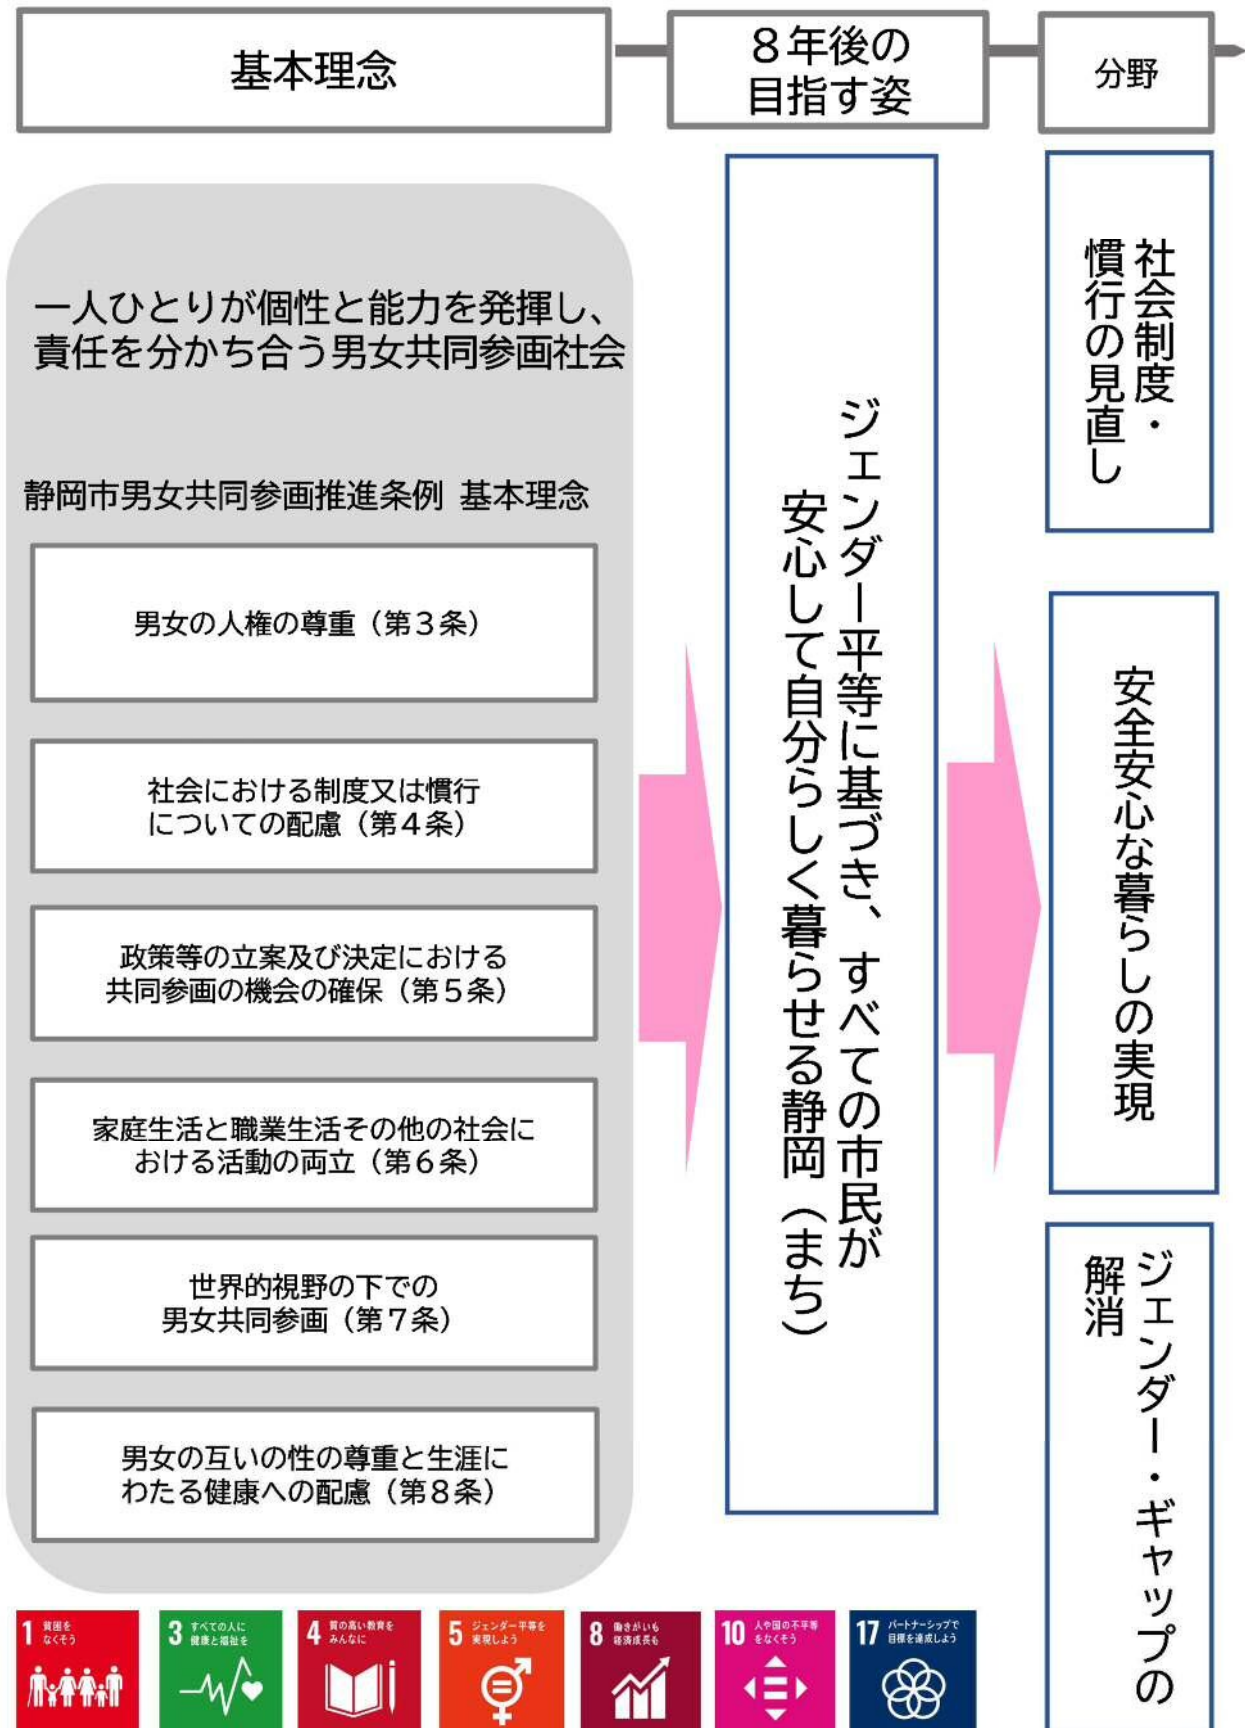 基本理念
8年後の
目指す姿
分野
一人ひとりが個性と能力を発揮し、
責任を分かち合う男女共同参画社会
静岡市男女共同参画推進条例 基本理念
男女の人権の尊重（第３条）
社会における制度又は慣行
についての配慮（第４条）
政策等の立案及び決定における
共同参画の機会の確保（第５条）
家庭生活と職業生活その他の社会に
おける活動の両立（第６条）
世界的視野の下での
男女共同参画（第７条）
男女の互いの性の尊重と生涯に
わたる健康への配慮（第８条）
ジェンダー平等に基づき、すべての市民が
安心して自分らしく暮らせる静岡（まち）
社会制度・
慣行の見直し
安全安心な暮らしの実現
ジェンダー・ギャップの
解消
1 貧困を
なくそう
3 すべての人に
健康と福祉を
4 質の高い教育を
みんなに
5 ジェンダー平等を
実現しよう
8 働きがいも
経済成長も
10 人や国の不平等
をなくそう
17 パートナーシップで
目標を達成しよう